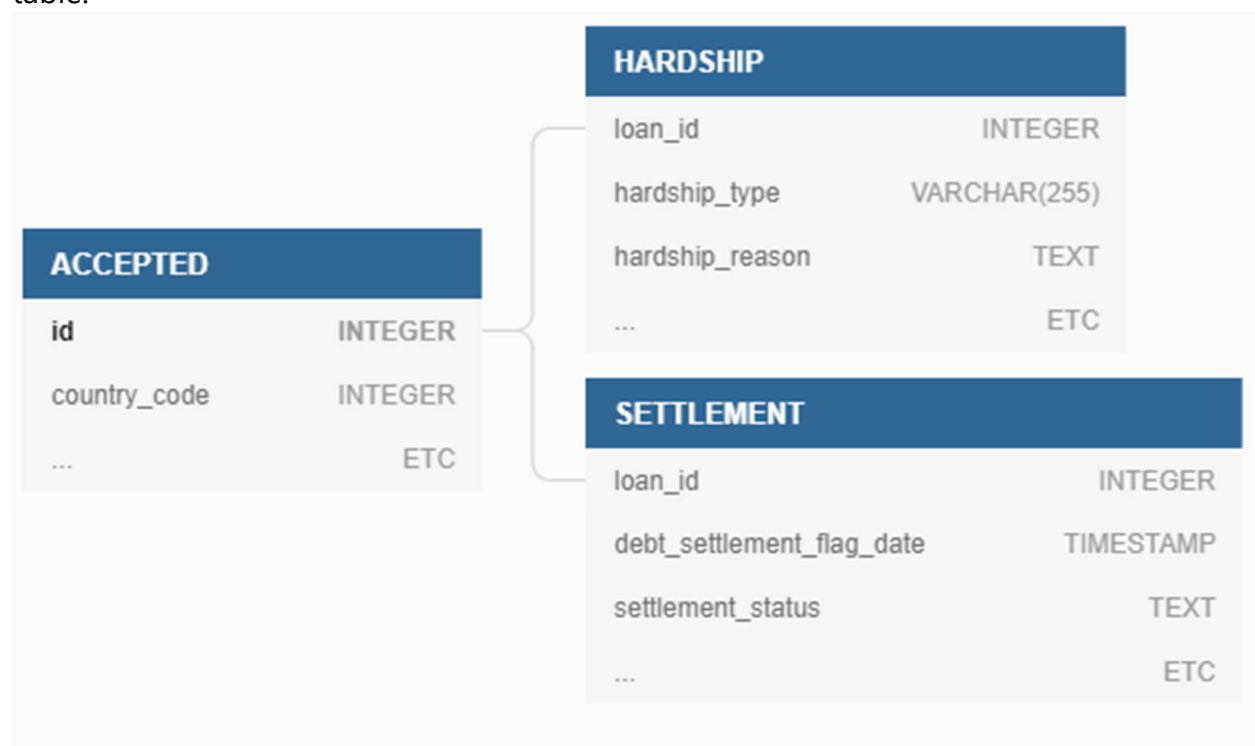 table.
HARDSHIP
loan_id INTEGER
hardship_type VARCHAR(255)
hardship_reason TEXT
... ETC
ACCEPTED
id INTEGER
country_code INTEGER
... ETC
SETTLEMENT
loan_id INTEGER
debt_settlement_flag_date TIMESTAMP
settlement_status TEXT
... ETC